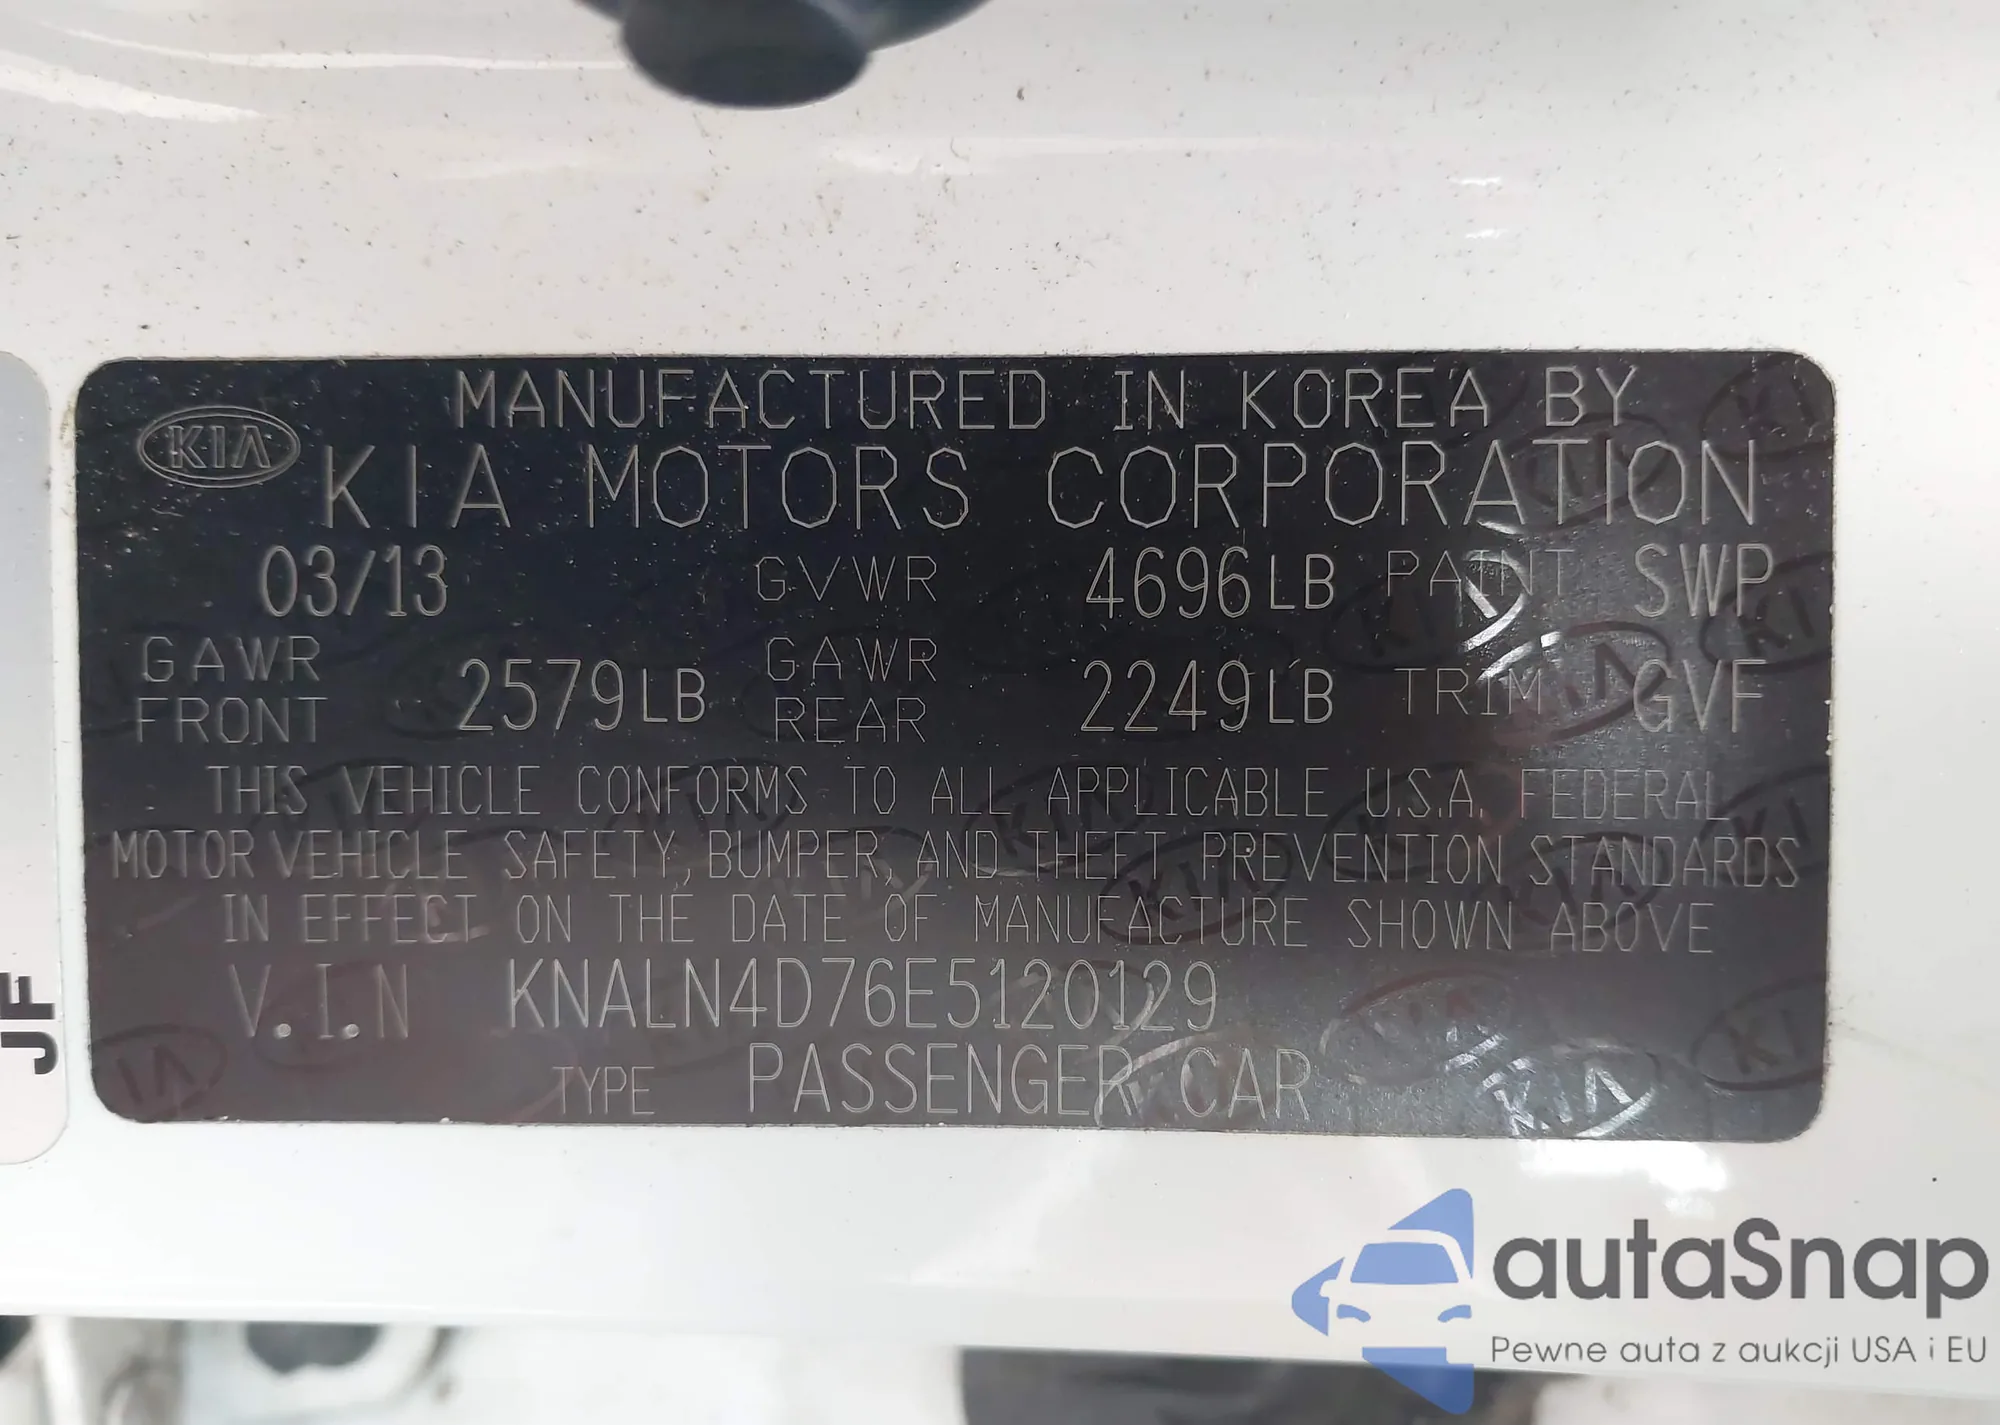 MANUFACTURED IN KOREA BY
KIA
KIA MOTORS CORPORATION
03/13 GVWR 4696LB PAINT SWP
GAWR FRONT 2579LB GAWR REAR 2249LB TRIM GVF
THIS VEHICLE CONFORMS TO ALL APPLICABLE U.S.A. FEDERAL
MOTOR VEHICLE SAFETY, BUMPER, AND THEFT PREVENTION STANDARDS
IN EFFECT ON THE DATE OF MANUFACTURE SHOWN ABOVE
V.I.N KNALN4D76E5120129
TYPE PASSENGER CAR
JF
autaSnap
Pewne auta z aukcji USA i EU